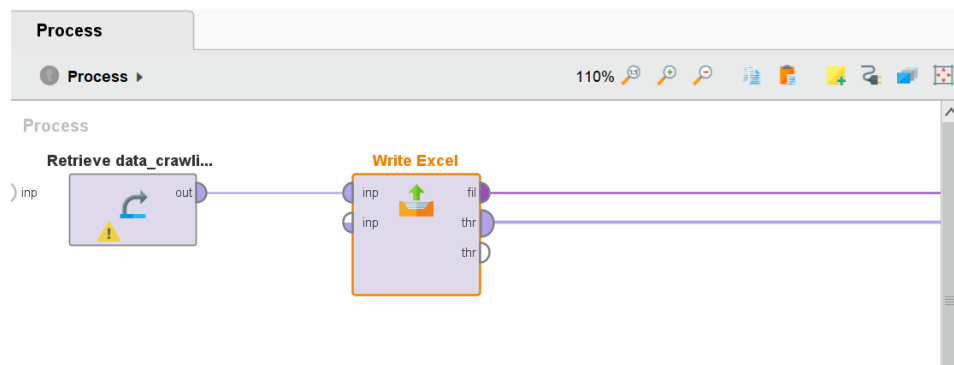 Process
Process
110%
Process
Retrieve data_crawli...
Write Excel
inp
out
inp
fil
inp
thr
thr